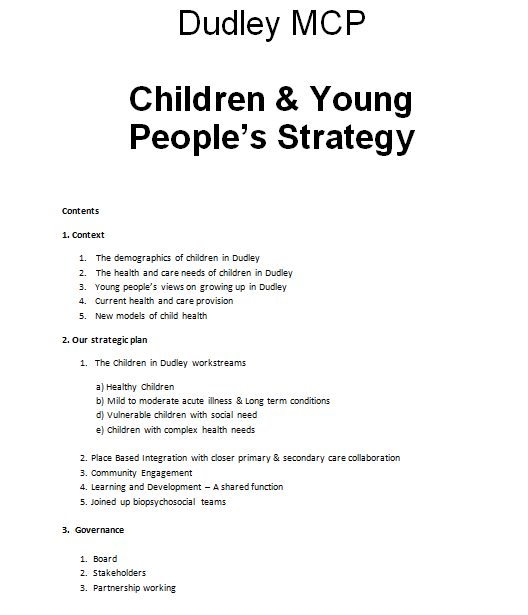 Dudley MCP
Children & Young
People's Strategy
Contents
1. Context
1. The demographics of children in Dudley
2. The health and care needs of children in Dudley
3. Young people's views on growing up in Dudley
4. Current health and care provision
5. New models of child health
2. Our strategic plan
1. The Children in Dudley workstreams
a) Healthy Children
b) Mild to moderate acute illness & Long term conditions
d) Vulnerable children with social need
e) Children with complex health needs
2. Place Based Integration with closer primary & secondary care collaboration
3. Community Engagement
4. Learning and Development – A shared function
5. Joined up biopsychosocial teams
3. Governance
1. Board
2. Stakeholders
3. Partnership working